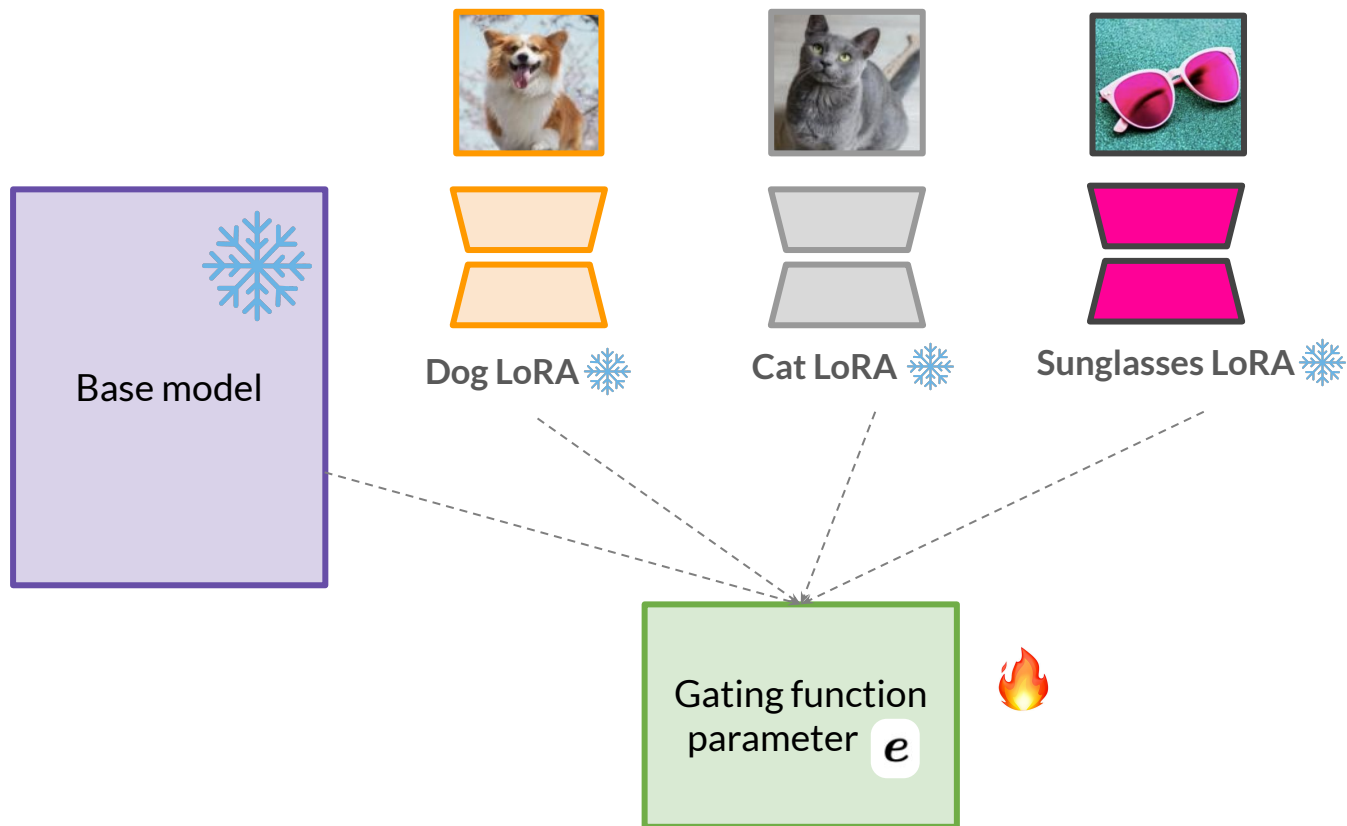 Base model
Dog LoRA
Cat LoRA
Sunglasses LoRA
Gating function
parameter e